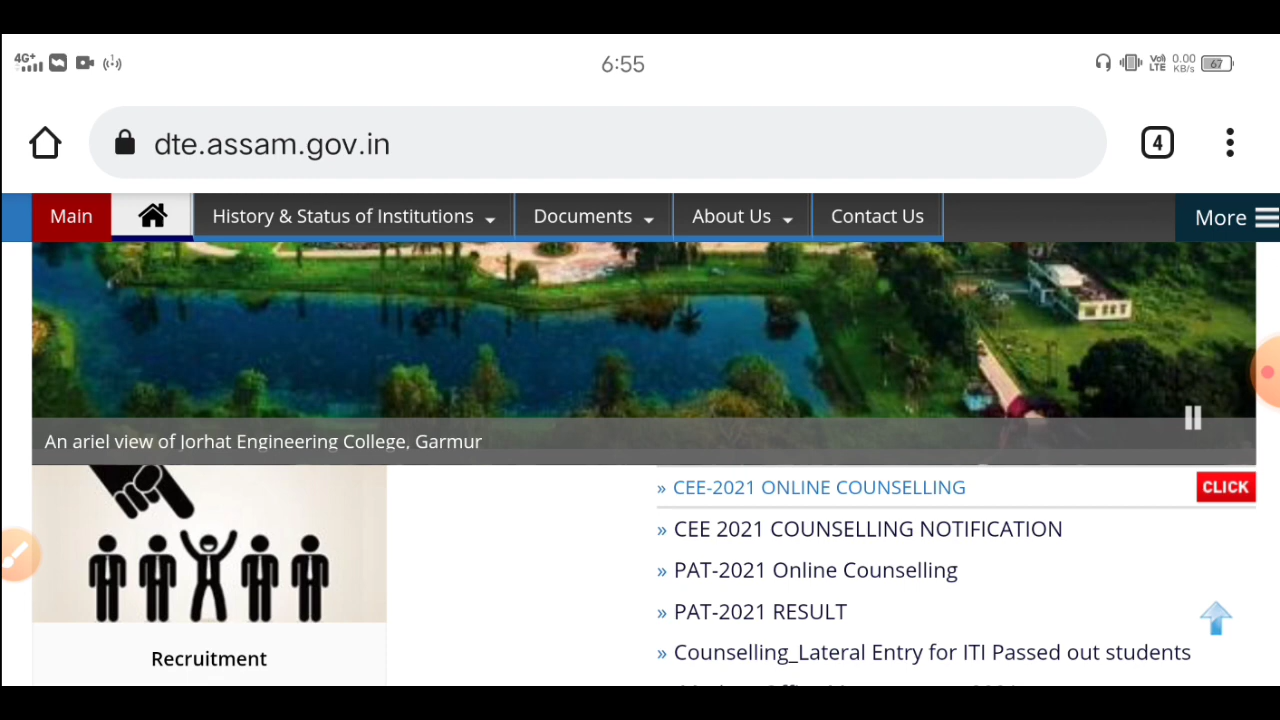 4G+
6:55
Vo) LTE
0.00 KB/s
67
dte.assam.gov.in
4
Main
History & Status of Institutions
Documents
About Us
Contact Us
More
An ariel view of Jorhat Engineering College, Garmur
» CEE-2021 ONLINE COUNSELLING
CLICK
» CEE 2021 COUNSELLING NOTIFICATION
» PAT-2021 Online Counselling
» PAT-2021 RESULT
Recruitment
» Counselling_Lateral Entry for ITI Passed out students